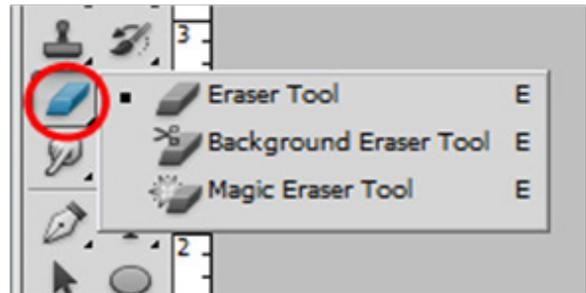 3
Eraser Tool E
Background Eraser Tool E
Magic Eraser Tool E
2